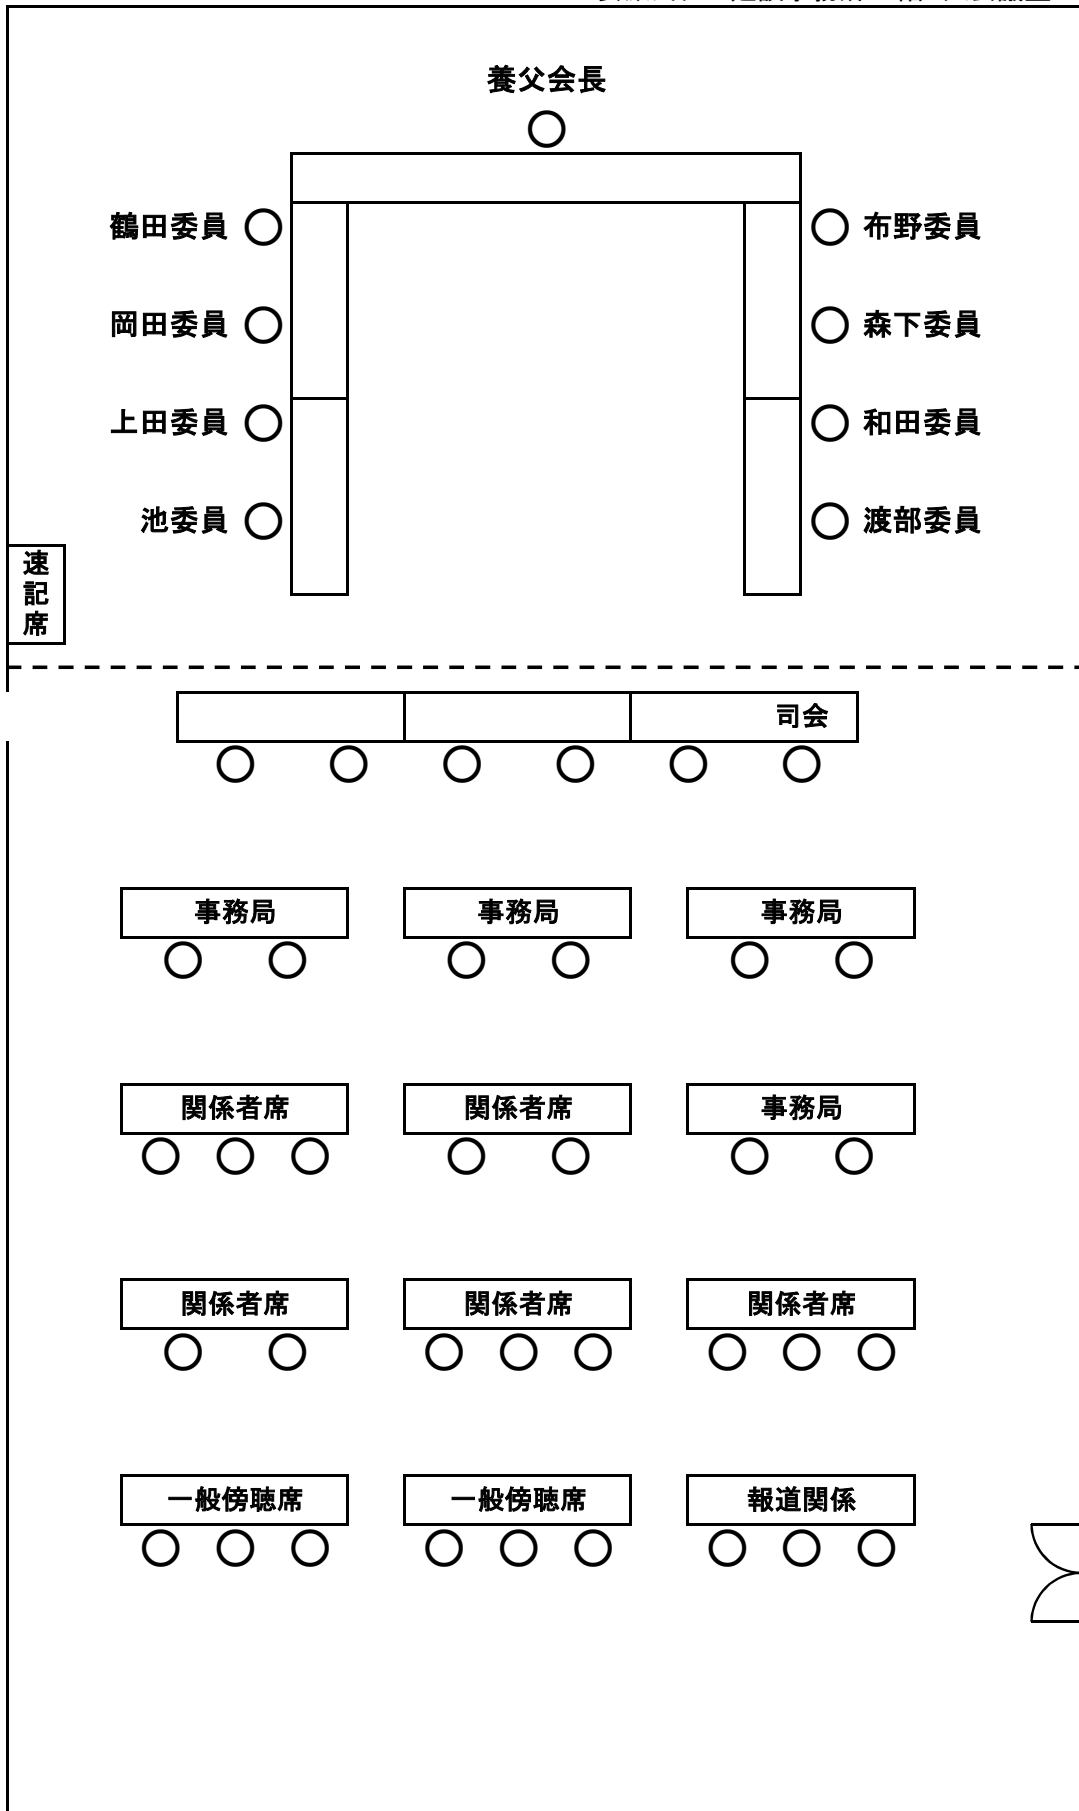 養父会長
鶴田委員 布野委員
岡田委員 森下委員
上田委員 和田委員
池委員 渡部委員
速記席
司会
事務局 事務局 事務局
関係者席 関係者席 事務局
関係者席 関係者席 関係者席
一般傍聴席 一般傍聴席 報道関係